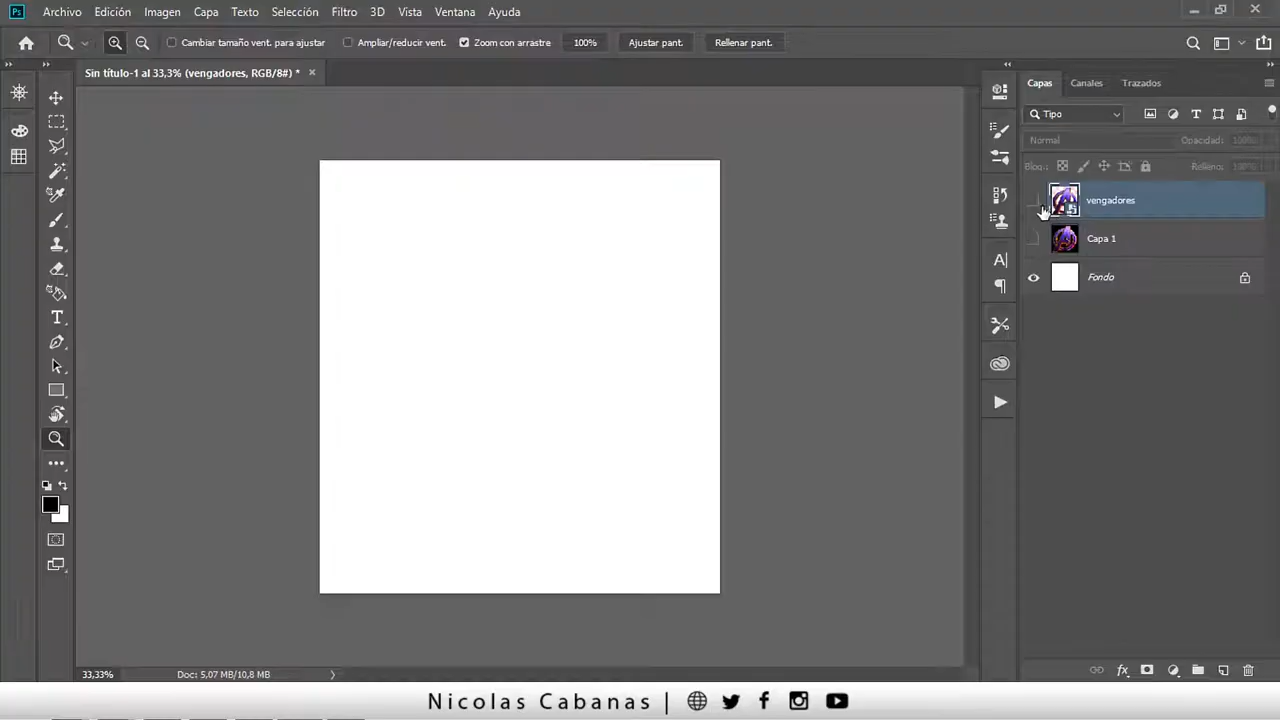 Ps Archivo Edición Imagen Capa Texto Selección Filtro 3D Vista Ventana Ayuda
Cambiar tamaño vent. para ajustar Ampliar/reducir vent. Zoom con arrastre 100% Ajustar pant. Rellenar pant.
Sin título-1 al 33,3% (vengadores, RGB/8#) *
Capas Canales Trazados
Tipo
Normal Opacidad: 100%
Bloq.: Relleno: 100%
vengadores
Capa 1
Fondo
33,33% Doc: 5,07 MB/10,8 MB
Nicolas Cabanas |